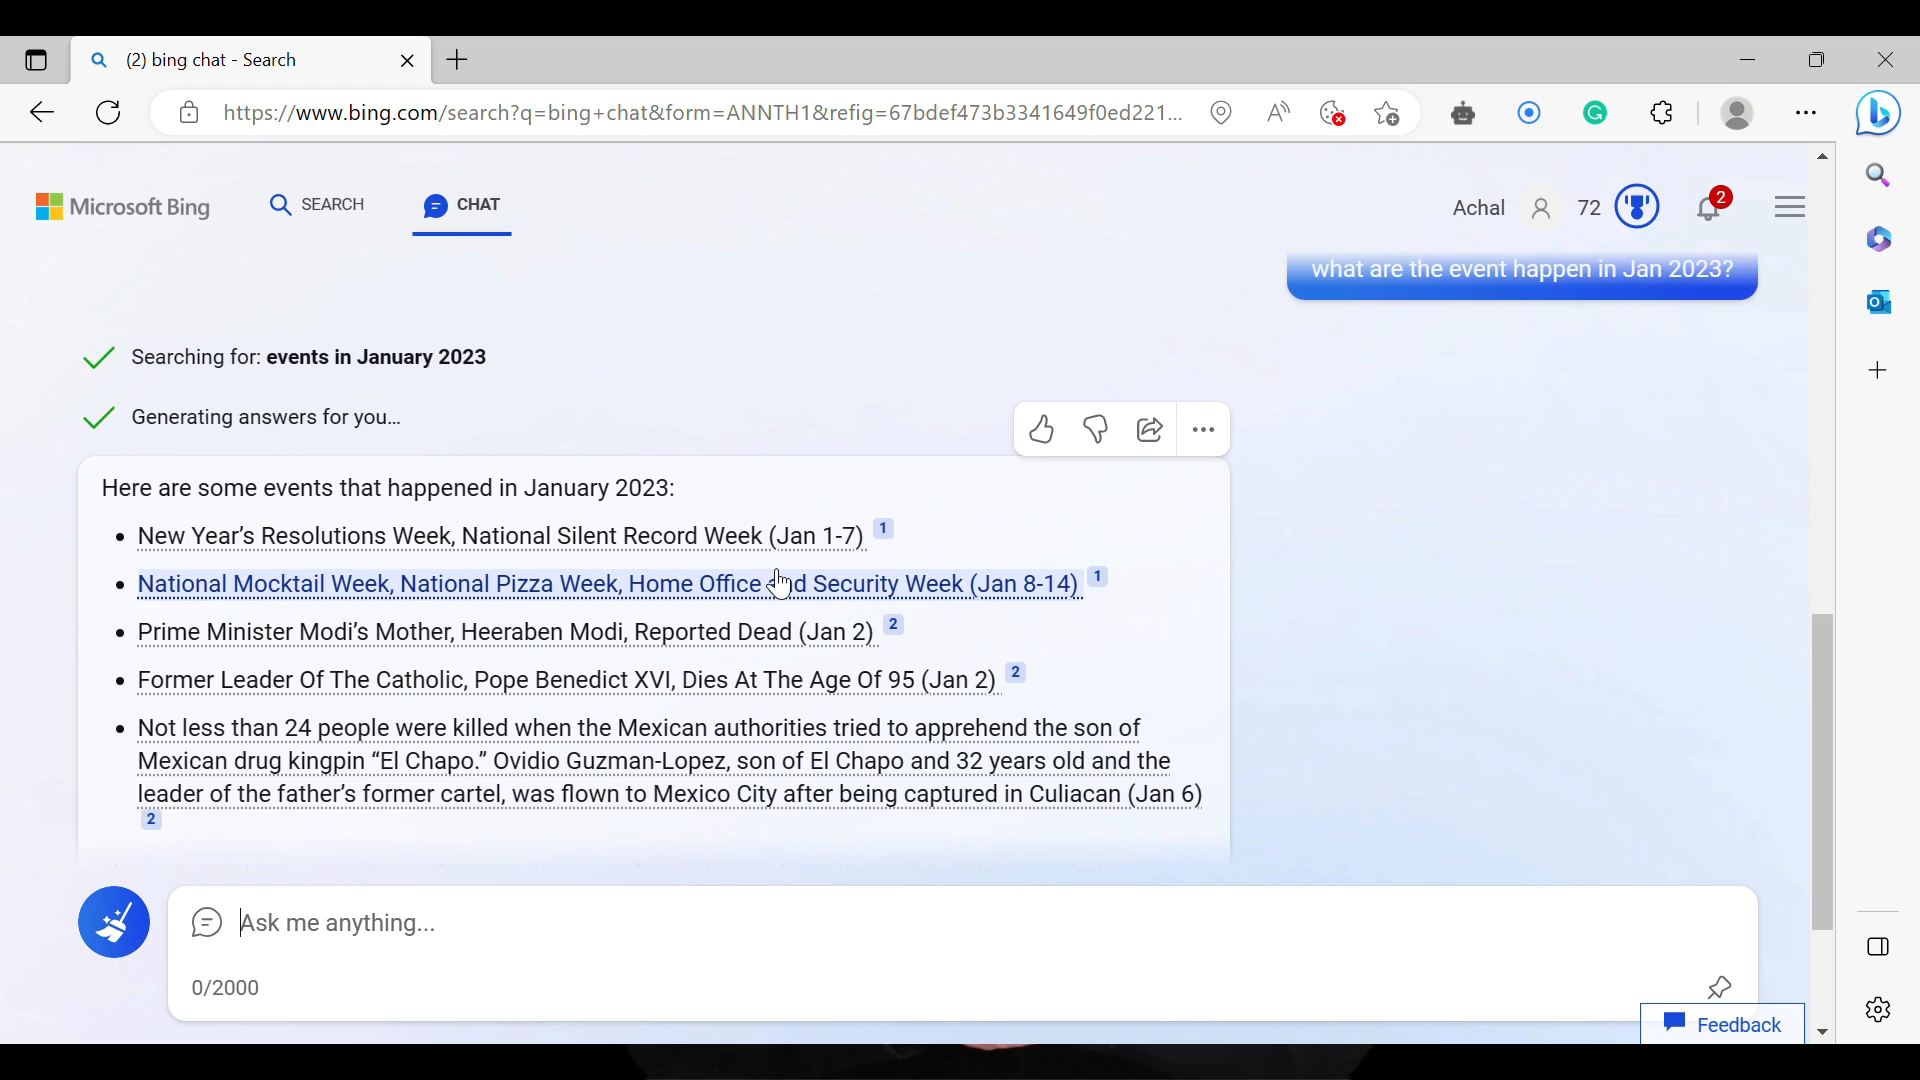 (2) bing chat - Search
https://www.bing.com/search?q=bing+chat&form=ANNTH1&refig=67bdef473b3341649f0ed221...
Microsoft Bing
SEARCH
CHAT
Achal
72
2
what are the event happen in Jan 2023?
Searching for: events in January 2023
Generating answers for you...
Here are some events that happened in January 2023:
• New Year's Resolutions Week, National Silent Record Week (Jan 1-7) 1
• National Mocktail Week, National Pizza Week, Home Office and Security Week (Jan 8-14) 1
• Prime Minister Modi's Mother, Heeraben Modi, Reported Dead (Jan 2) 2
• Former Leader Of The Catholic, Pope Benedict XVI, Dies At The Age Of 95 (Jan 2) 2
• Not less than 24 people were killed when the Mexican authorities tried to apprehend the son of
Mexican drug kingpin “El Chapo.” Ovidio Guzman-Lopez, son of El Chapo and 32 years old and the
leader of the father's former cartel, was flown to Mexico City after being captured in Culiacan (Jan 6)
2
Ask me anything...
0/2000
Feedback